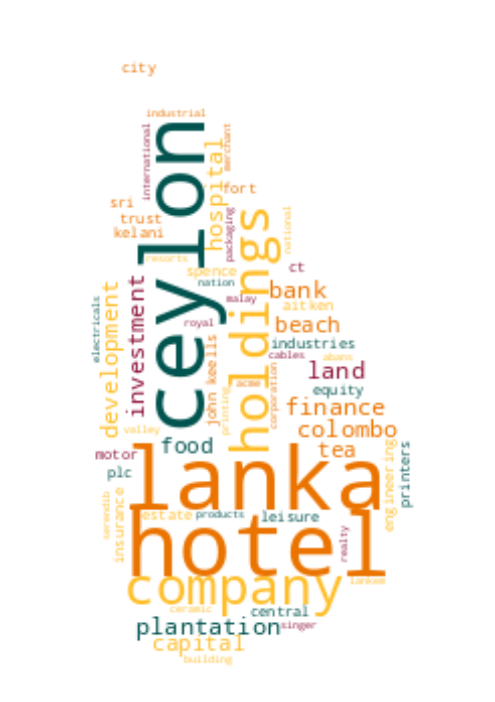 city
industrial
ceylon
international
hospital
merchant
fort
sri
trust
kelani
packaging
holdings
national
resorts
spence
nation
ct
bank
malay
aitken
investment
development
electricals
royal
beach
john keells
industries
cables
abans
land
acme
corporation
equity
printing
finance
valley
colombo
food
tea
motor
lanka
plc
engineering
printers
serendib
insurance
estate
products
leisure
hotel
realty
lankem
company
ceramic
central
plantation
singer
capital
building